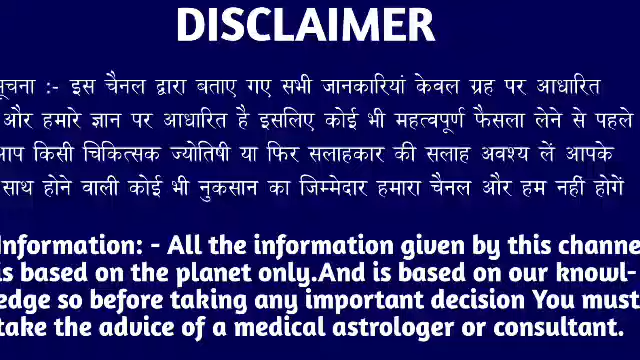 DISCLAIMER
सूचना :- इस चैनल द्वारा बताए गए सभी जानकारियां केवल ग्रह पर आधारित
और हमारे ज्ञान पर आधारित है इसलिए कोई भी महत्वपूर्ण फैसला लेने से पहले
आप किसी चिकित्सक ज्योतिषी या फिर सलाहकार की सलाह अवश्य लें आपके
साथ होने वाली कोई भी नुकसान का जिम्मेदार हमारा चैनल और हम नहीं होगें
Information: - All the information given by this channe
is based on the planet only.And is based on our knowl-
edge so before taking any important decision You must
take the advice of a medical astrologer or consultant.